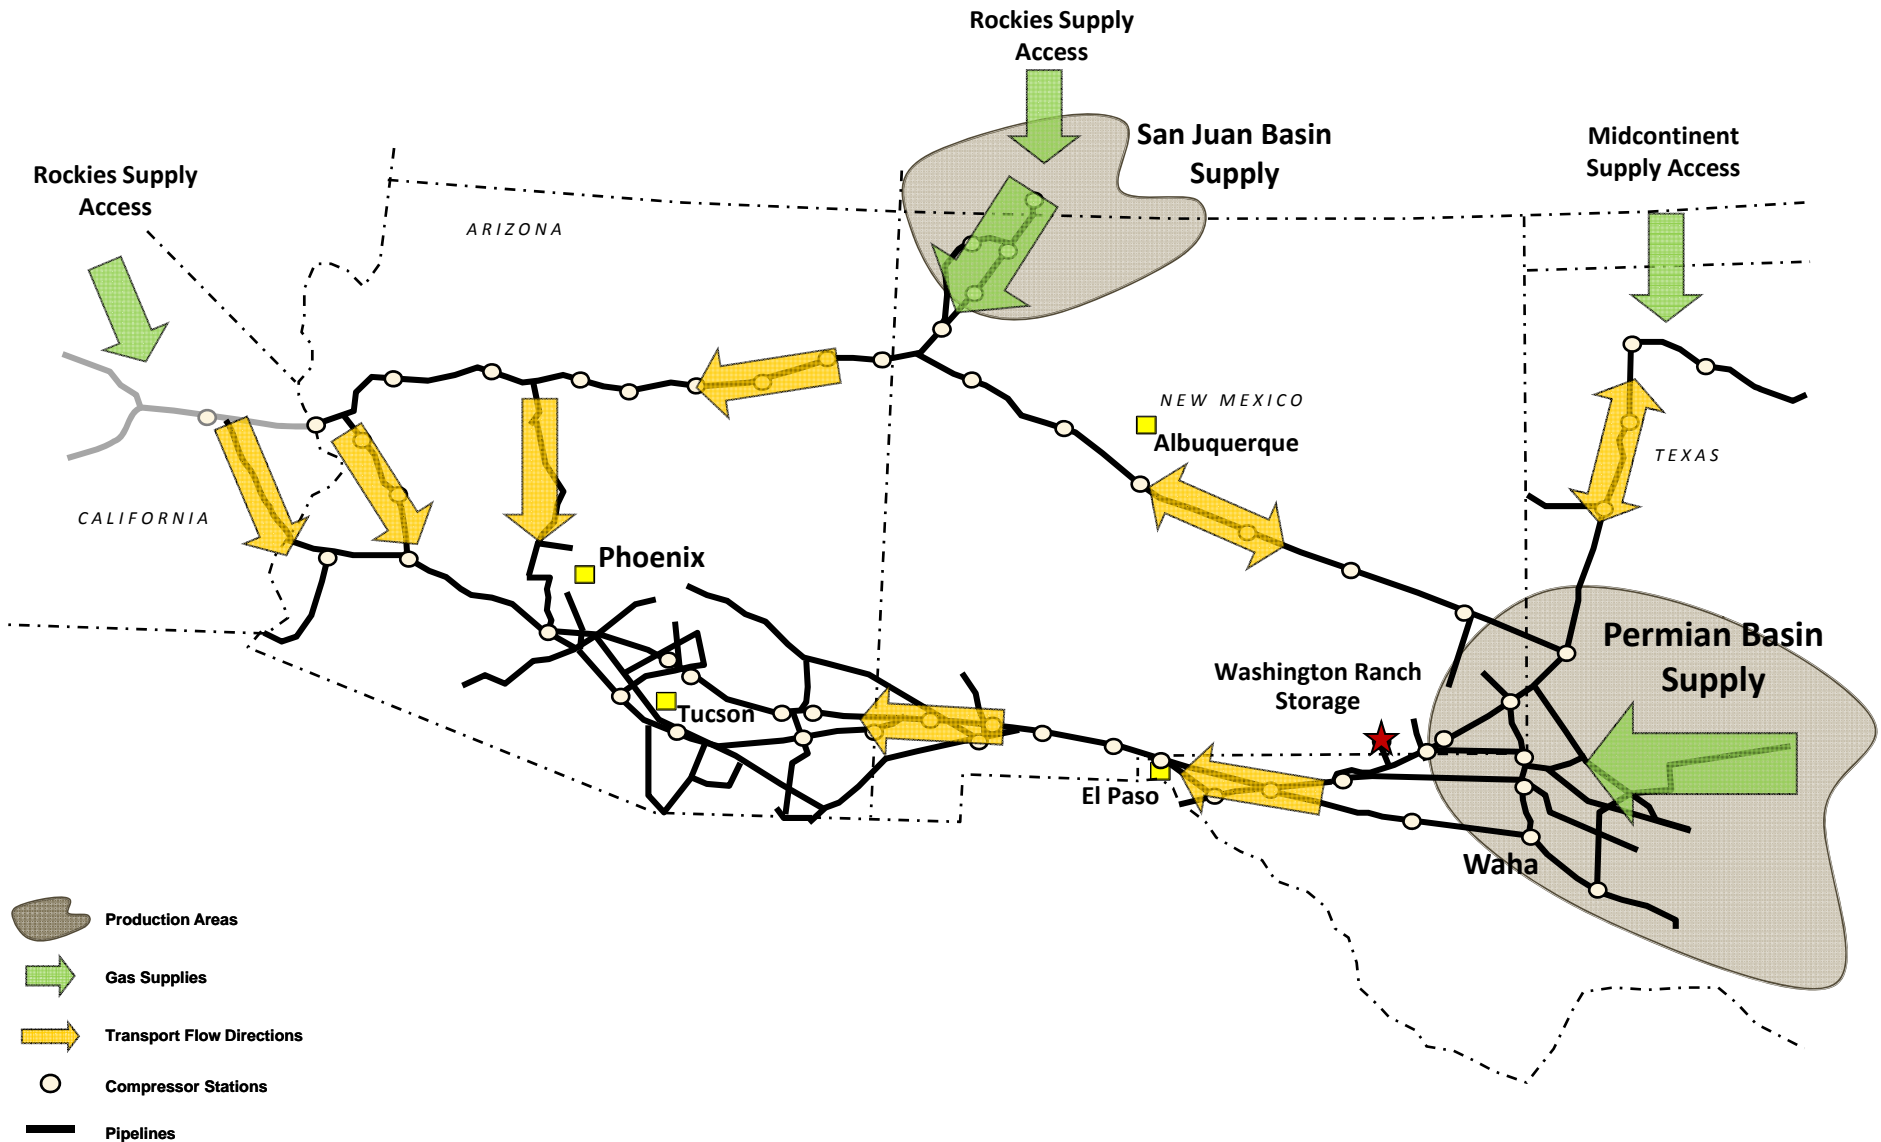 Rockies Supply
Access
San Juan Basin
Supply
Midcontinent
Supply Access
Rockies Supply
Access
ARIZONA
NEW MEXICO
Albuquerque
TEXAS
CALIFORNIA
Phoenix
Permian Basin
Supply
Washington Ranch
Storage
Tucson
El Paso
Waha
Production Areas
Gas Supplies
Transport Flow Directions
Compressor Stations
Pipelines